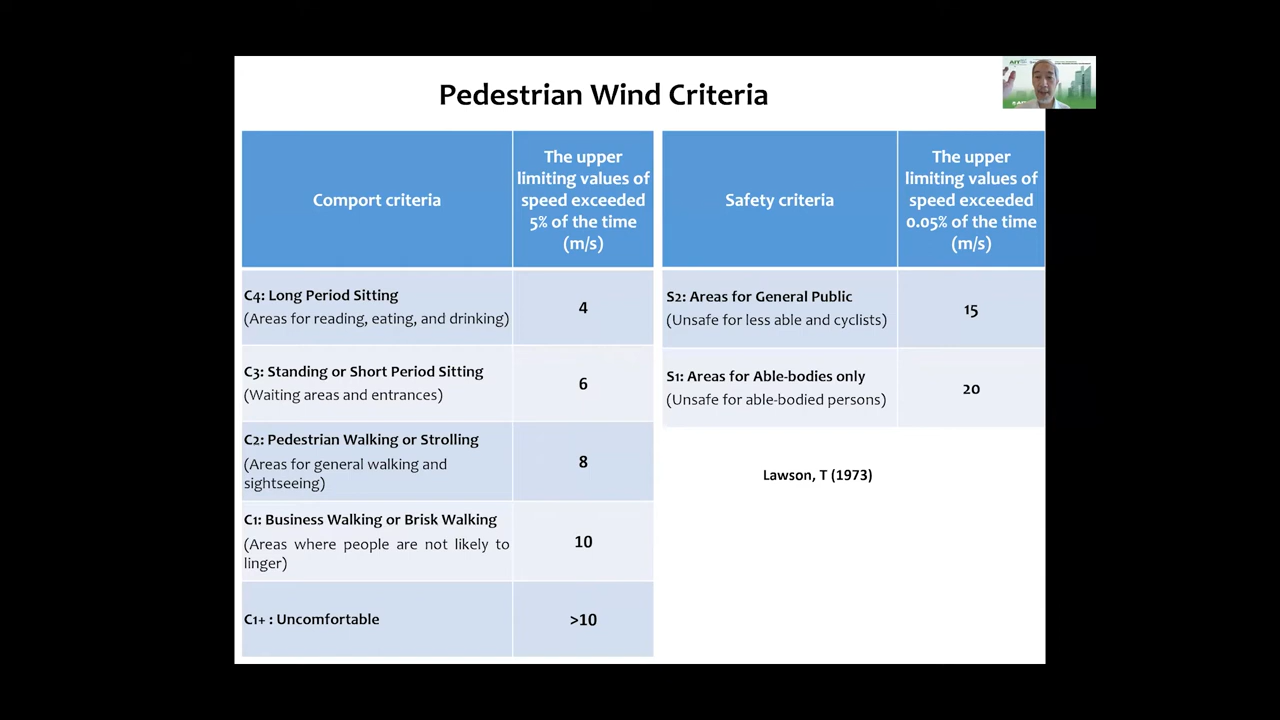 Pedestrian Wind Criteria
Comport criteria
The upper
limiting values of
speed exceeded
5% of the time
(m/s)
C4: Long Period Sitting
(Areas for reading, eating, and drinking)
4
C3: Standing or Short Period Sitting
(Waiting areas and entrances)
6
C2: Pedestrian Walking or Strolling
(Areas for general walking and
sightseeing)
8
C1: Business Walking or Brisk Walking
(Areas where people are not likely to
linger)
10
C1+ : Uncomfortable
>10
Safety criteria
The upper
limiting values of
speed exceeded
0.05% of the time
(m/s)
S2: Areas for General Public
(Unsafe for less able and cyclists)
15
S1: Areas for Able-bodies only
(Unsafe for able-bodied persons)
20
Lawson, T (1973)
AIT